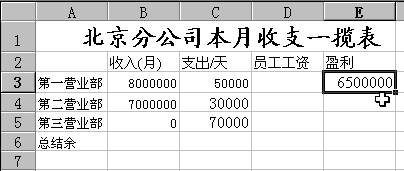 A B C D E
1 北京分公司本月收支一揽表
2 收入(月) 支出/天 员工工资 盈利
3 第一营业部 8000000 50000 6500000
4 第二营业部 7000000 30000
5 第三营业部 0 70000
6 总结余
7